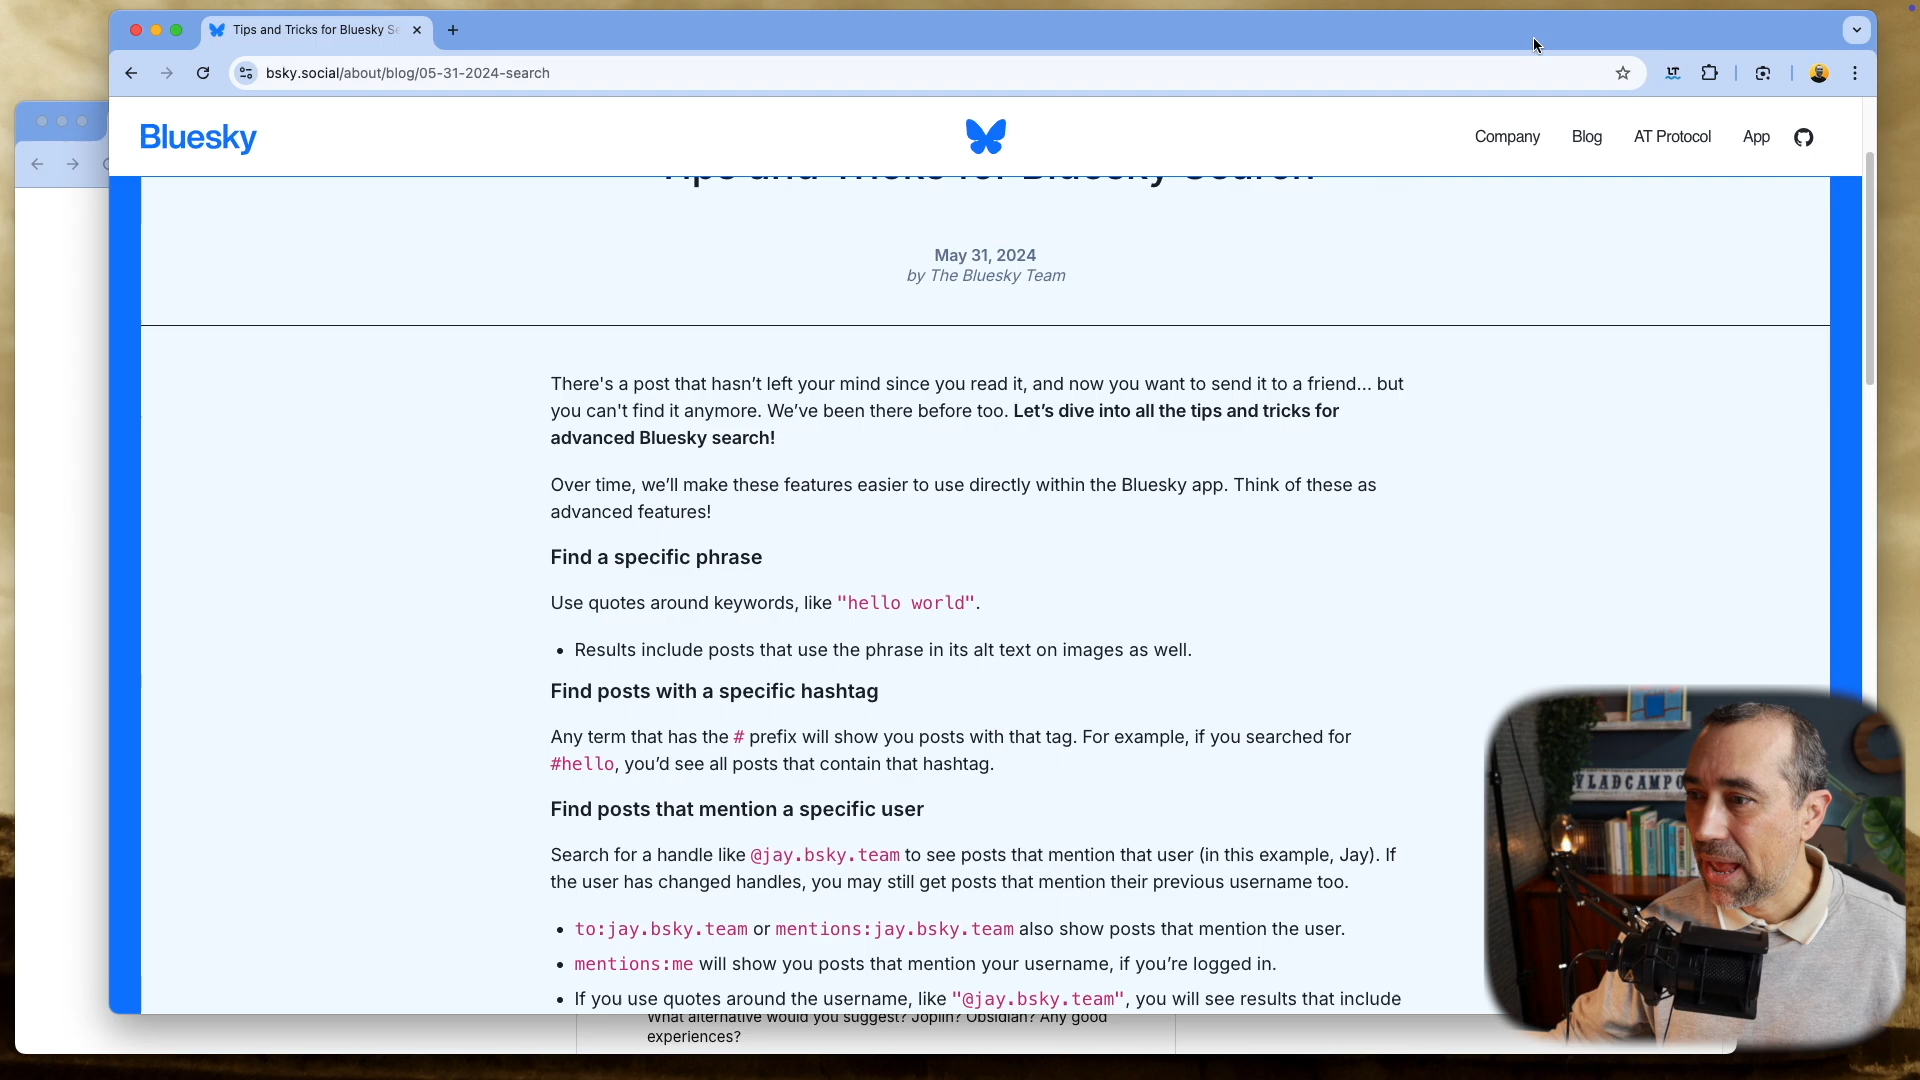 Tips and Tricks for Bluesky Se
bsky.social/about/blog/05-31-2024-search
LT
Bluesky
Company
Blog
AT Protocol
App
Tips and Tricks for Bluesky Search
May 31, 2024
by The Bluesky Team
There's a post that hasn’t left your mind since you read it, and now you want to send it to a friend… but
you can't find it anymore. We’ve been there before too. Let’s dive into all the tips and tricks for
advanced Bluesky search!
Over time, we’ll make these features easier to use directly within the Bluesky app. Think of these as
advanced features!
Find a specific phrase
Use quotes around keywords, like "hello world".
• Results include posts that use the phrase in its alt text on images as well.
Find posts with a specific hashtag
Any term that has the # prefix will show you posts with that tag. For example, if you searched for
#hello, you’d see all posts that contain that hashtag.
Find posts that mention a specific user
Search for a handle like @jay.bsky.team to see posts that mention that user (in this example, Jay). If
the user has changed handles, you may still get posts that mention their previous username too.
• to:jay.bsky.team or mentions:jay.bsky.team also show posts that mention the user.
• mentions:me will show you posts that mention your username, if you’re logged in.
• If you use quotes around the username, like "@jay.bsky.team", you will see results that include
What alternative would you suggest? Joplin? Obsidian? Any good
experiences?
VLADCAMPO